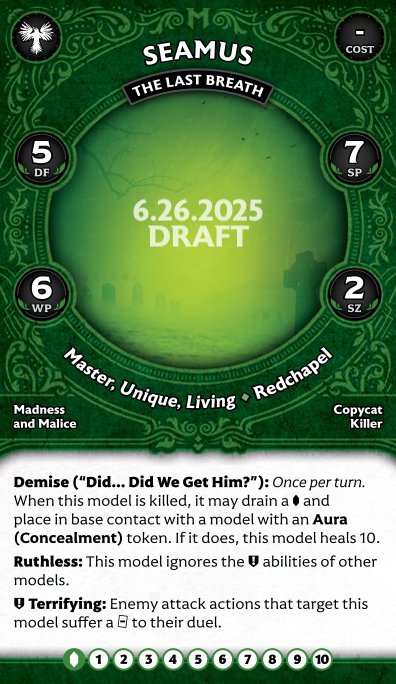 -
COST
SEAMUS
THE LAST BREATH
5
DF
7
SP
6.26.2025
DRAFT
6
WP
2
SZ
Master, Unique, Living ◆ Redchapel
Madness
and Malice
Copycat
Killer
Demise (“Did... Did We Get Him?”): Once per turn.
When this model is killed, it may drain a and
place in base contact with a model with an Aura
(Concealment) token. If it does, this model heals 10.
Ruthless: This model ignores the abilities of other
models.
Terrifying: Enemy attack actions that target this
model suffer a to their duel.
1 2 3 4 5 6 7 8 9 10